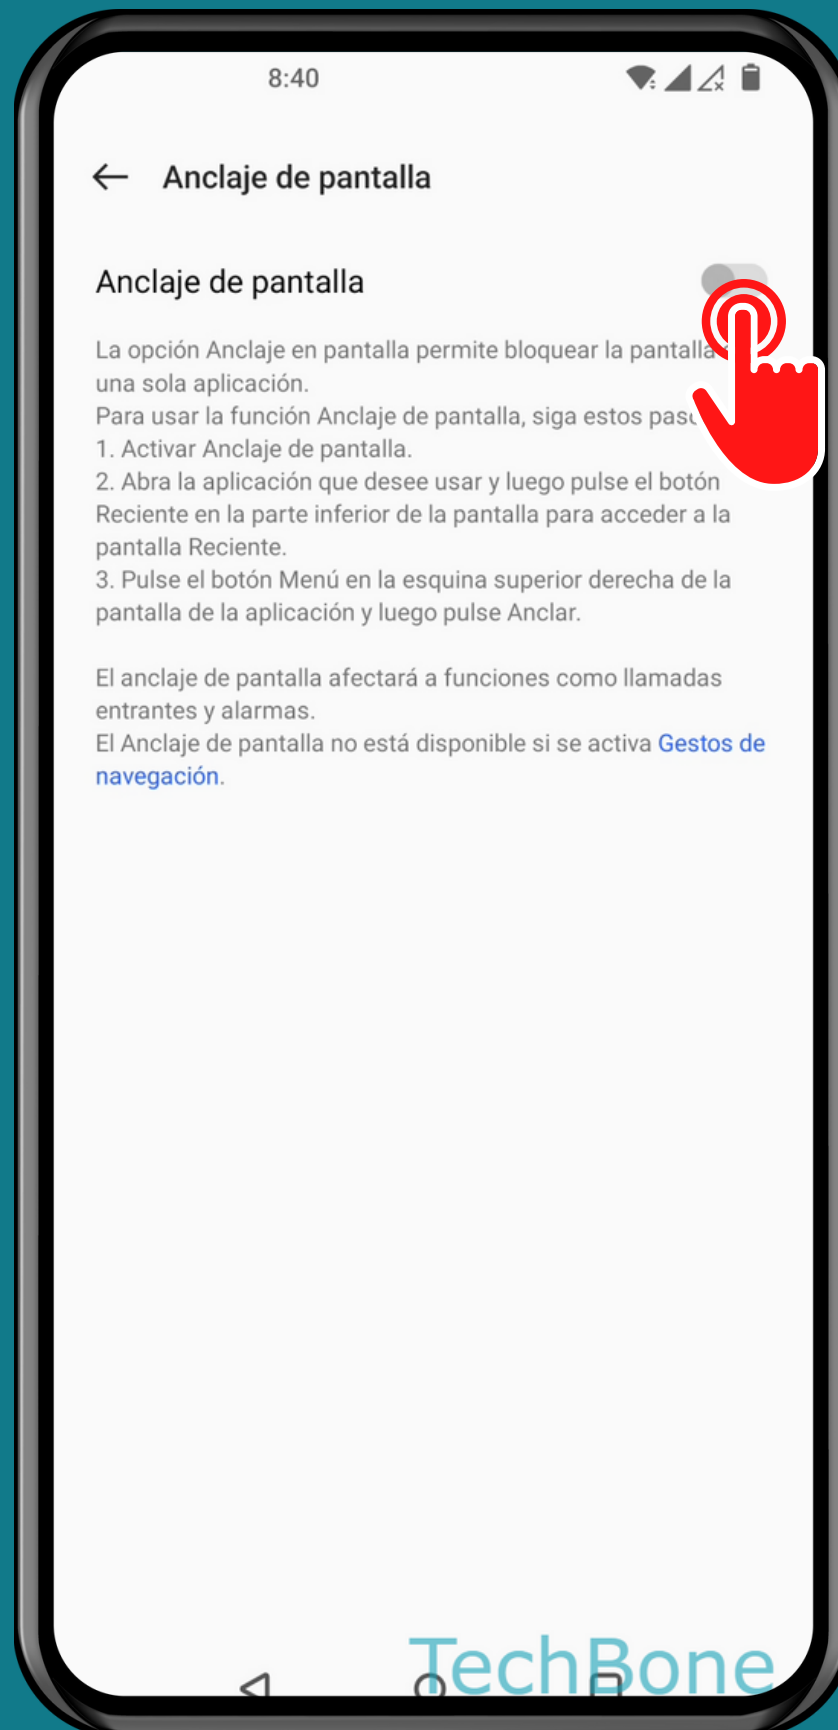 8:40
Anclaje de pantalla
Anclaje de pantalla
La opción Anclaje en pantalla permite bloquear la pantalla
una sola aplicación.
Para usar la función Anclaje de pantalla, siga estos
1. Activar Anclaje de pantalla.
2. Abra la aplicación que desee usar y luego pulse el botón
Reciente en la parte inferior de la pantalla para acceder a la
pantalla Reciente.
3. Pulse el botón Menú en la esquina superior derecha de la
pantalla de la aplicación y luego pulse Anclar.
El anclaje de pantalla afectará a funciones como llamadas
entrantes y alarmas.
El Anclaje de pantalla no está disponible si se activa Gestos de
navegación.
TechBone